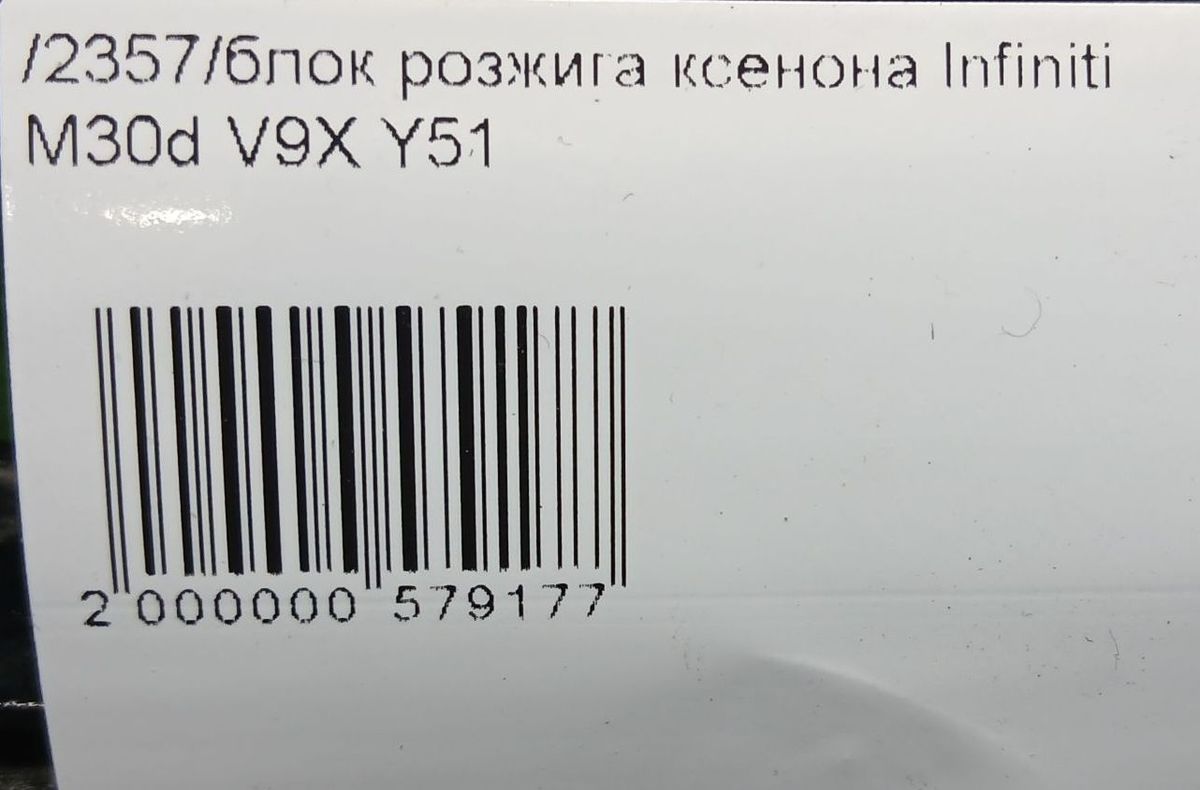 /2357/блок розжига ксенона Infiniti
M30d V9X Y51
2 000000 579177